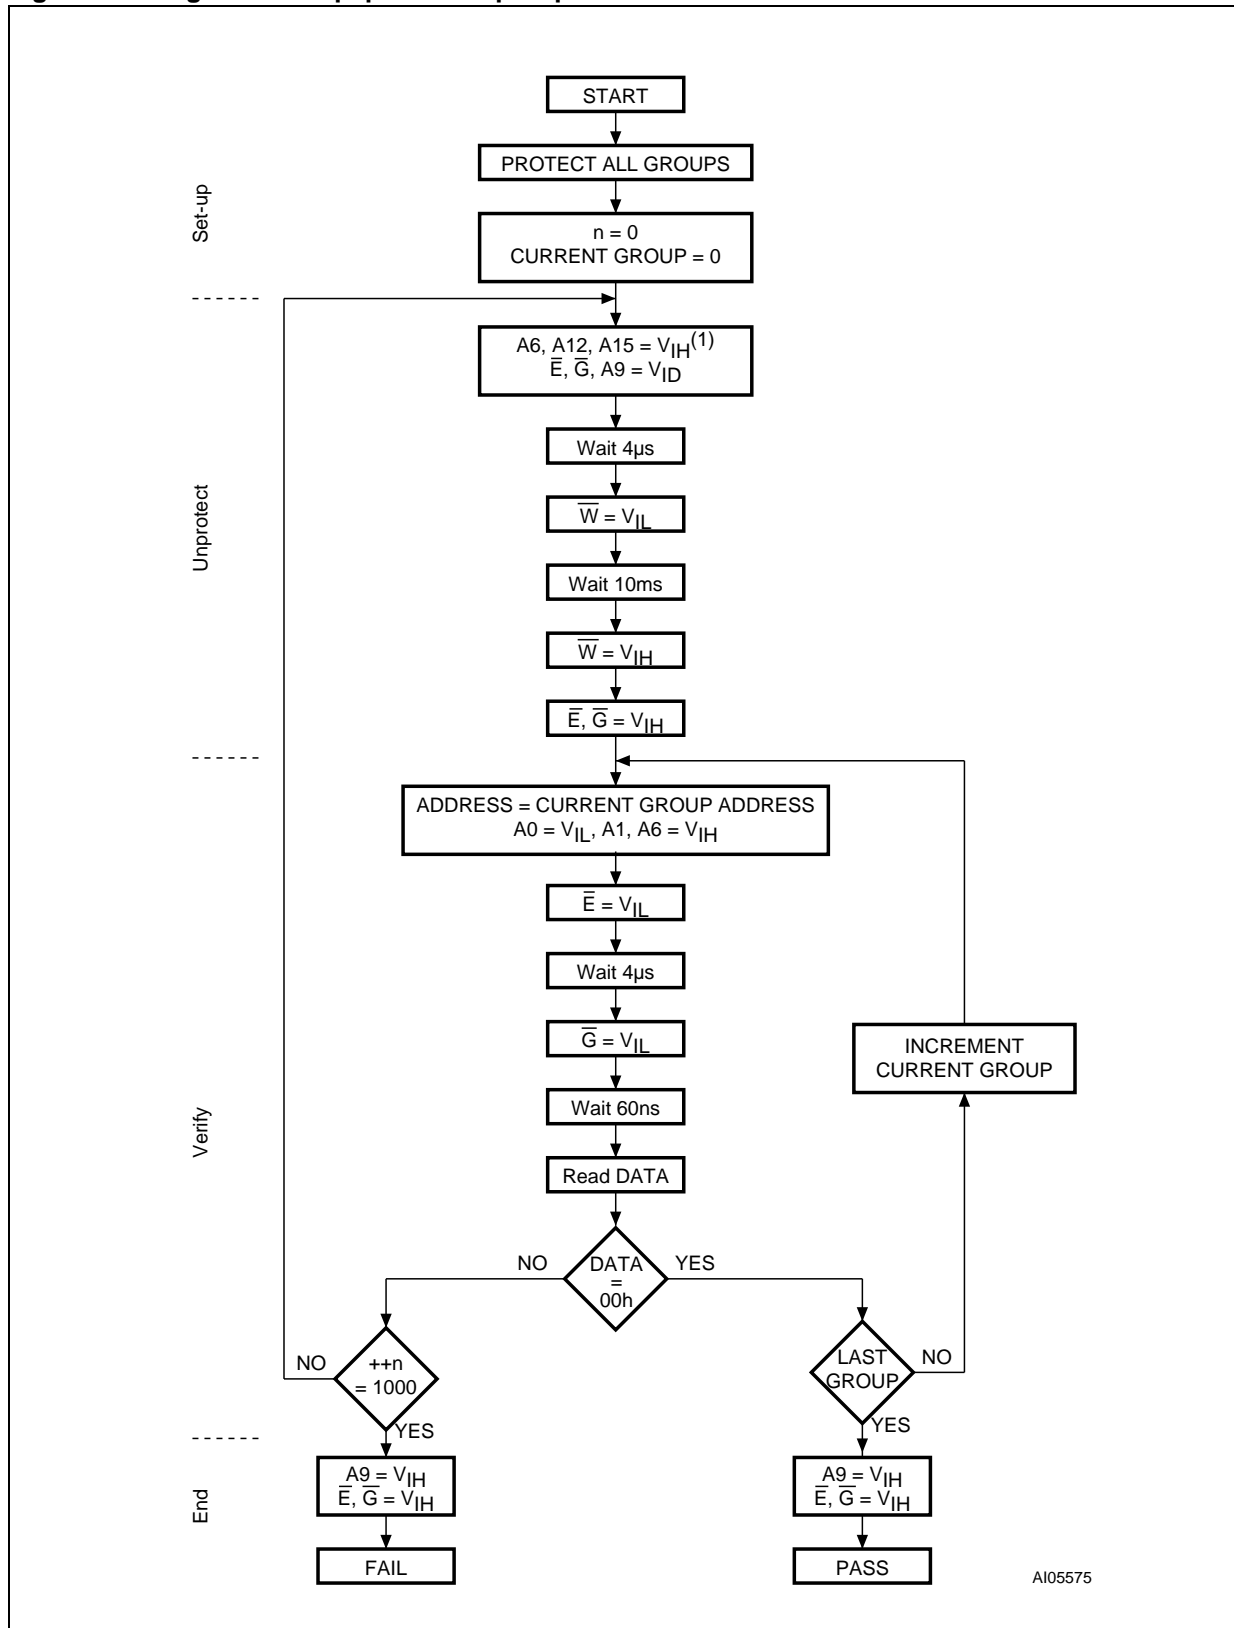 START
PROTECT ALL GROUPS
Set-up
n = 0
CURRENT GROUP = 0
A6, A12, A15 = VIH(1)
E̅, G̅, A9 = VID
Wait 4µs
W̅ = VIL
Unprotect
Wait 10ms
W̅ = VIH
E̅, G̅ = VIH
ADDRESS = CURRENT GROUP ADDRESS
A0 = VIL, A1, A6 = VIH
E̅ = VIL
Wait 4µs
G̅ = VIL
INCREMENT
CURRENT GROUP
Wait 60ns
Verify
Read DATA
NO
DATA
=
00h
YES
NO
++n
= 1000
LAST
GROUP
NO
YES
YES
End
A9 = VIH
E̅, G̅ = VIH
A9 = VIH
E̅, G̅ = VIH
FAIL
PASS
AI05575